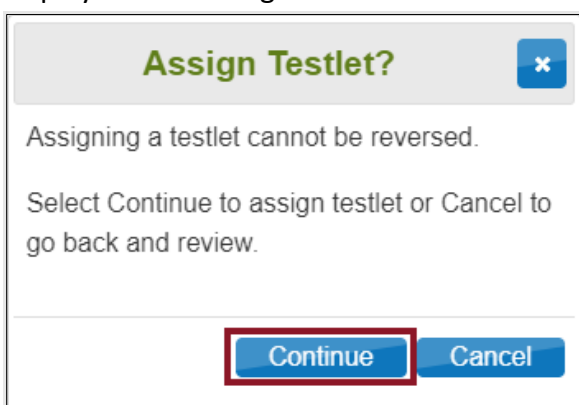 Assign Testlet?
Assigning a testlet cannot be reversed.
Select Continue to assign testlet or Cancel to
go back and review.
Continue Cancel